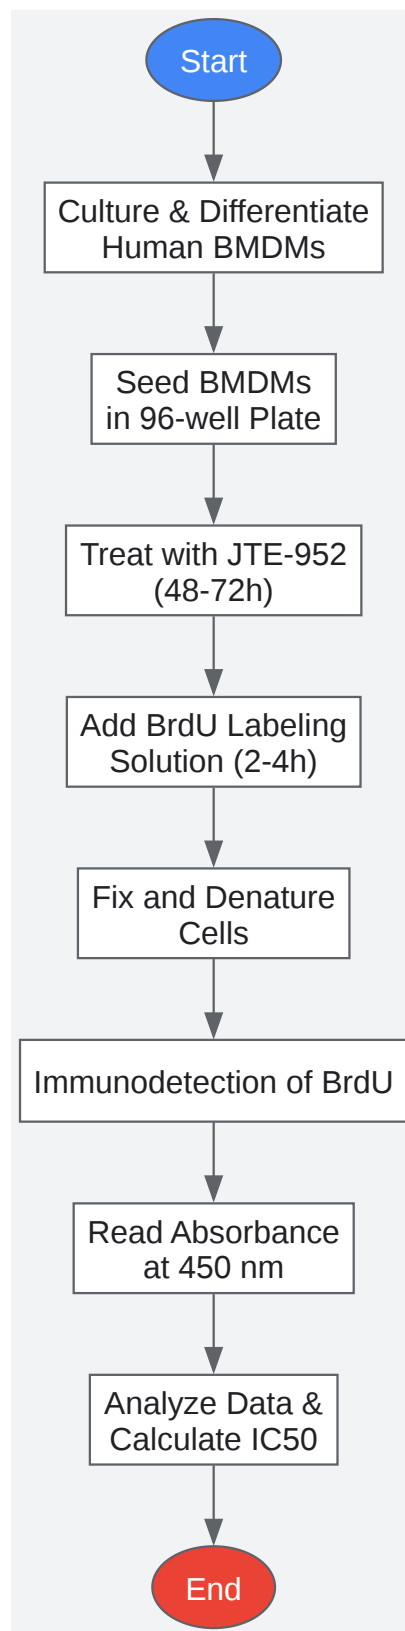 Start
Culture & Differentiate
Human BMDMs
Seed BMDMs
in 96-well Plate
Treat with JTE-952
(48-72h)
Add BrdU Labeling
Solution (2-4h)
Fix and Denature
Cells
Immunodetection of BrdU
Read Absorbance
at 450 nm
Analyze Data &
Calculate IC50
End